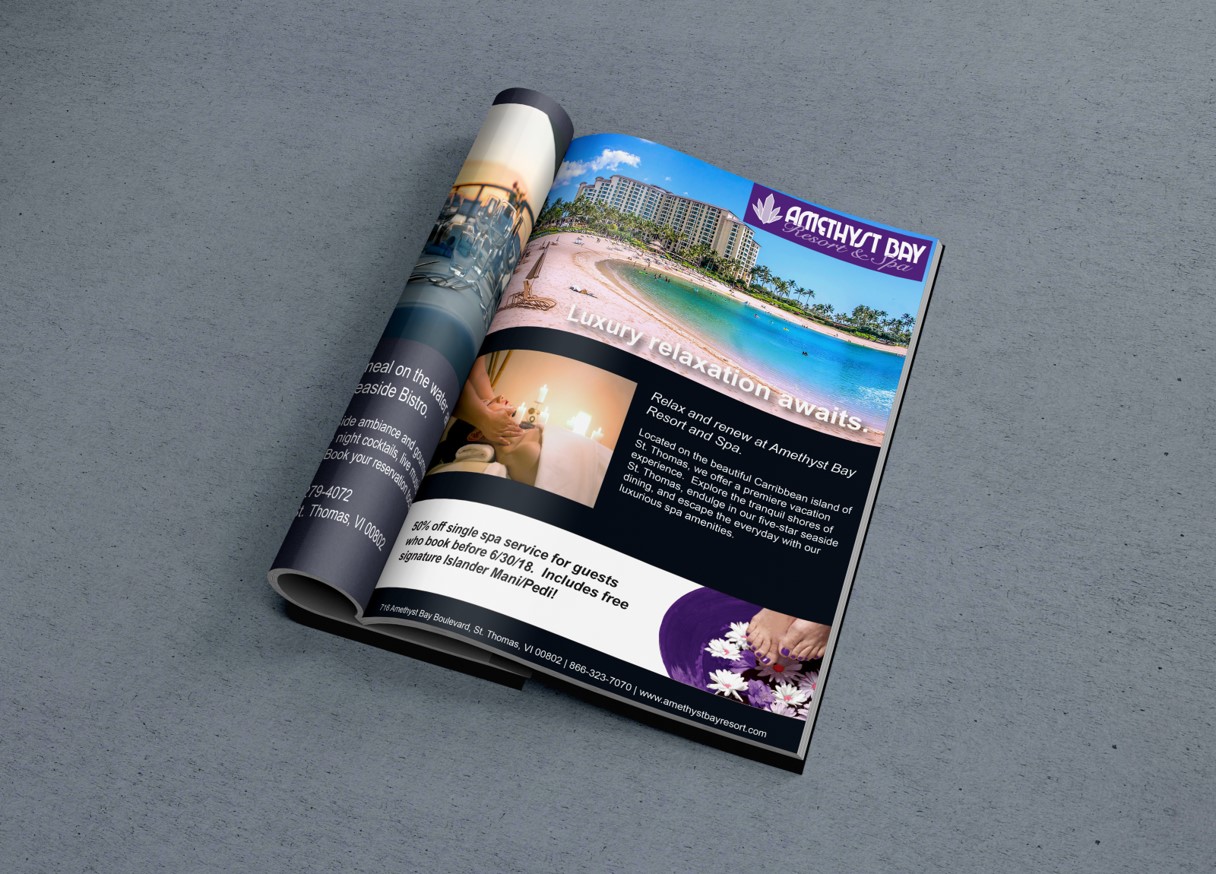 meal on the water
easide Bistro.
side ambiance and
night cocktails, live
Book your reservation
279-4072
St. Thomas, VI 00802
AMETHYST BAY
Resort & Spa
Luxury relaxation awaits.
Relax and renew at Amethyst Bay
Resort and Spa.
Located on the beautiful Carribbean island of
St. Thomas, we offer a premiere vacation
experience. Explore the tranquil shores of
St. Thomas, endulge in our five-star seaside
dining, and escape the everyday with our
luxurious spa amenities.
50% off single spa service for guests
who book before 6/30/18. Includes free
signature Islander Mani/Pedi!
716 Amethyst Bay Boulevard, St. Thomas, VI 00802 | 866-323-7070 | www.amethystbayresort.com